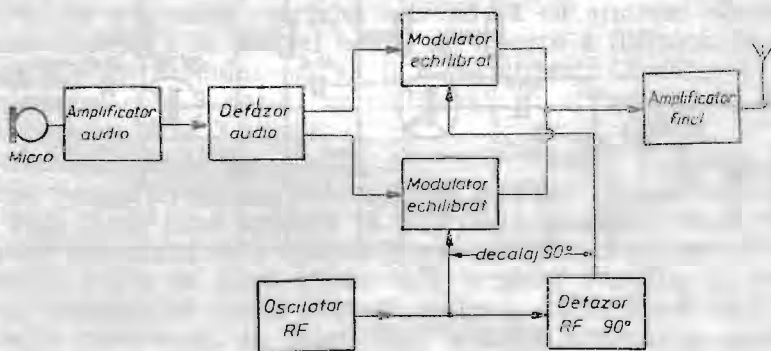 Modulator
echilibrat
Micro
Amplificator
audio
Defazor
audio
Amplificator
final
Modulator
echilibrat
decalaj 90°
Oscilator
RF
Defazor
RF 90°